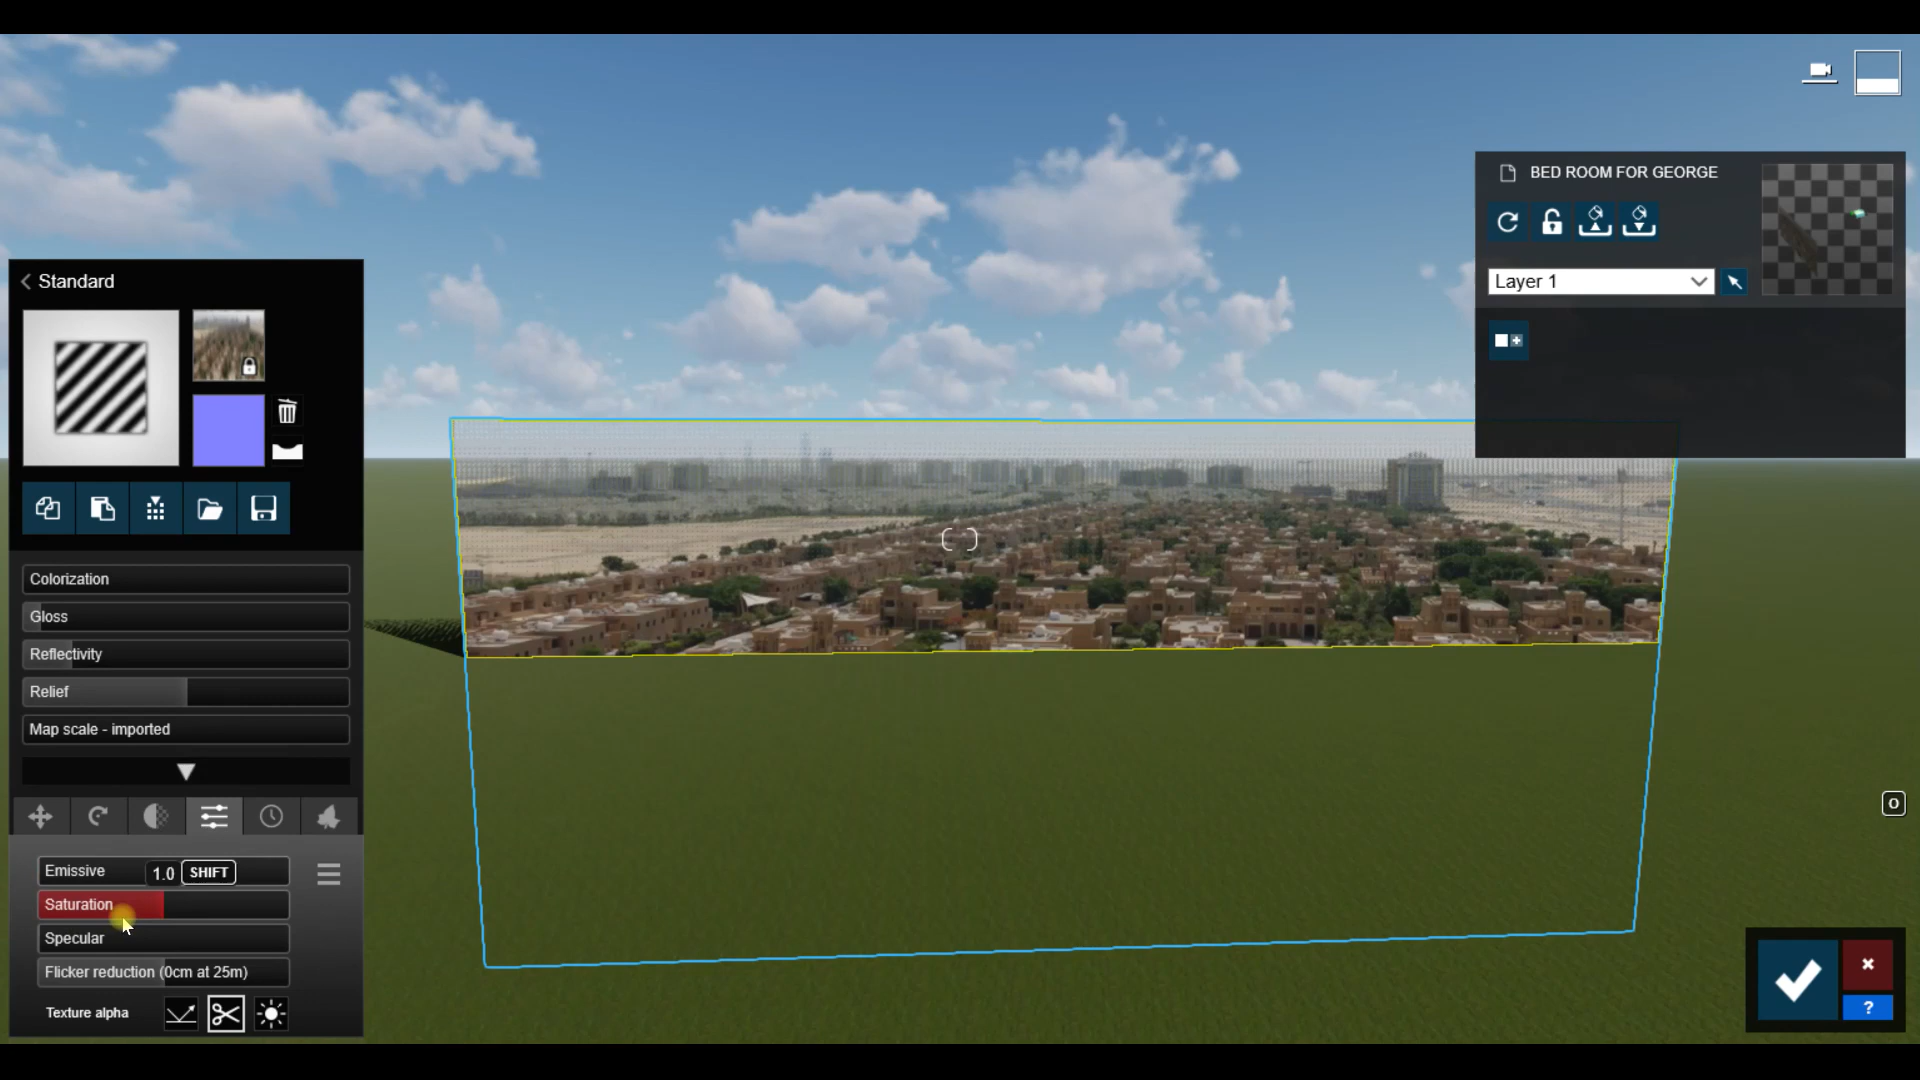 BED ROOM FOR GEORGE
Layer 1
Standard
Colorization
Gloss
Reflectivity
Relief
Map scale - imported
Emissive
1.0
SHIFT
Saturation
Specular
Flicker reduction (0cm at 25m)
Texture alpha
O
?